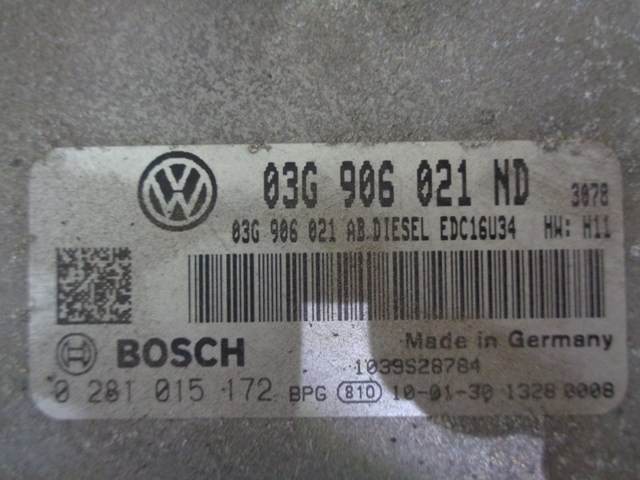 03G 906 021 ND 3078
03G 906 021 AB DIESEL EDC16U34 HW: H11
BOSCH Made in Germany
1039S28784
0 281 015 172 BPG 810 10-01-30 1328 0008